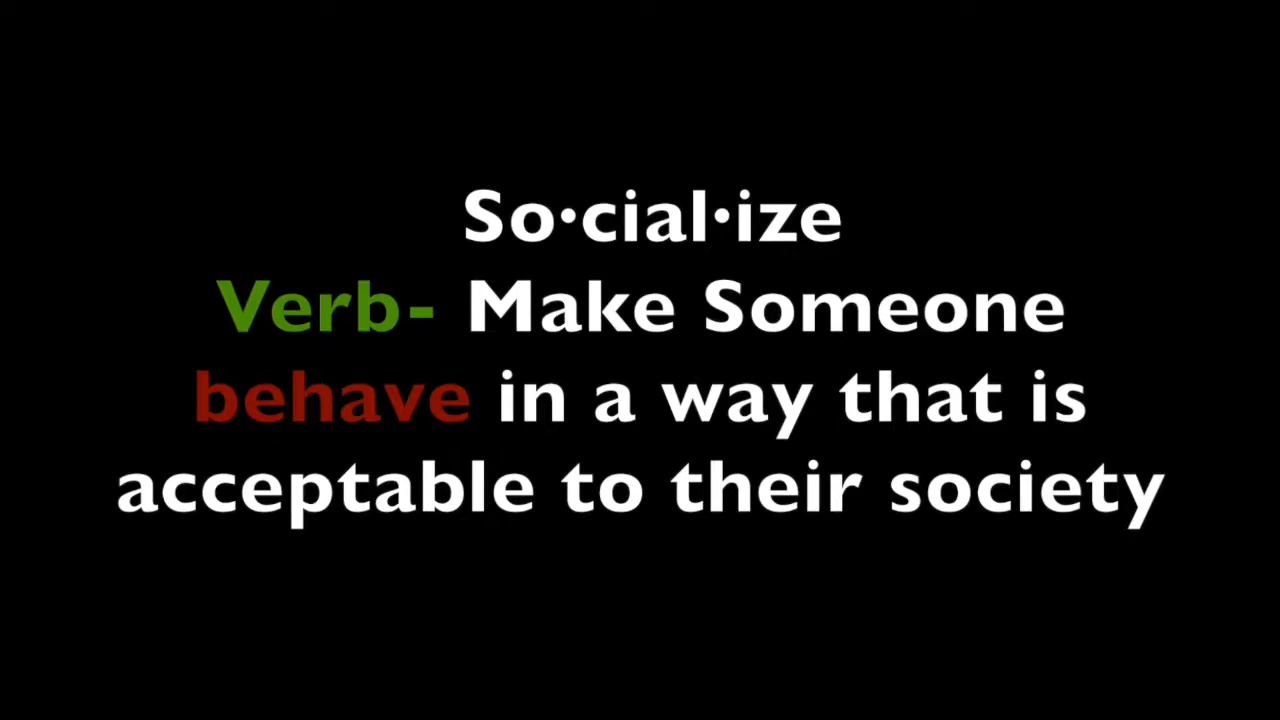 So•cial•ize
Verb- Make Someone
behave in a way that is
acceptable to their society